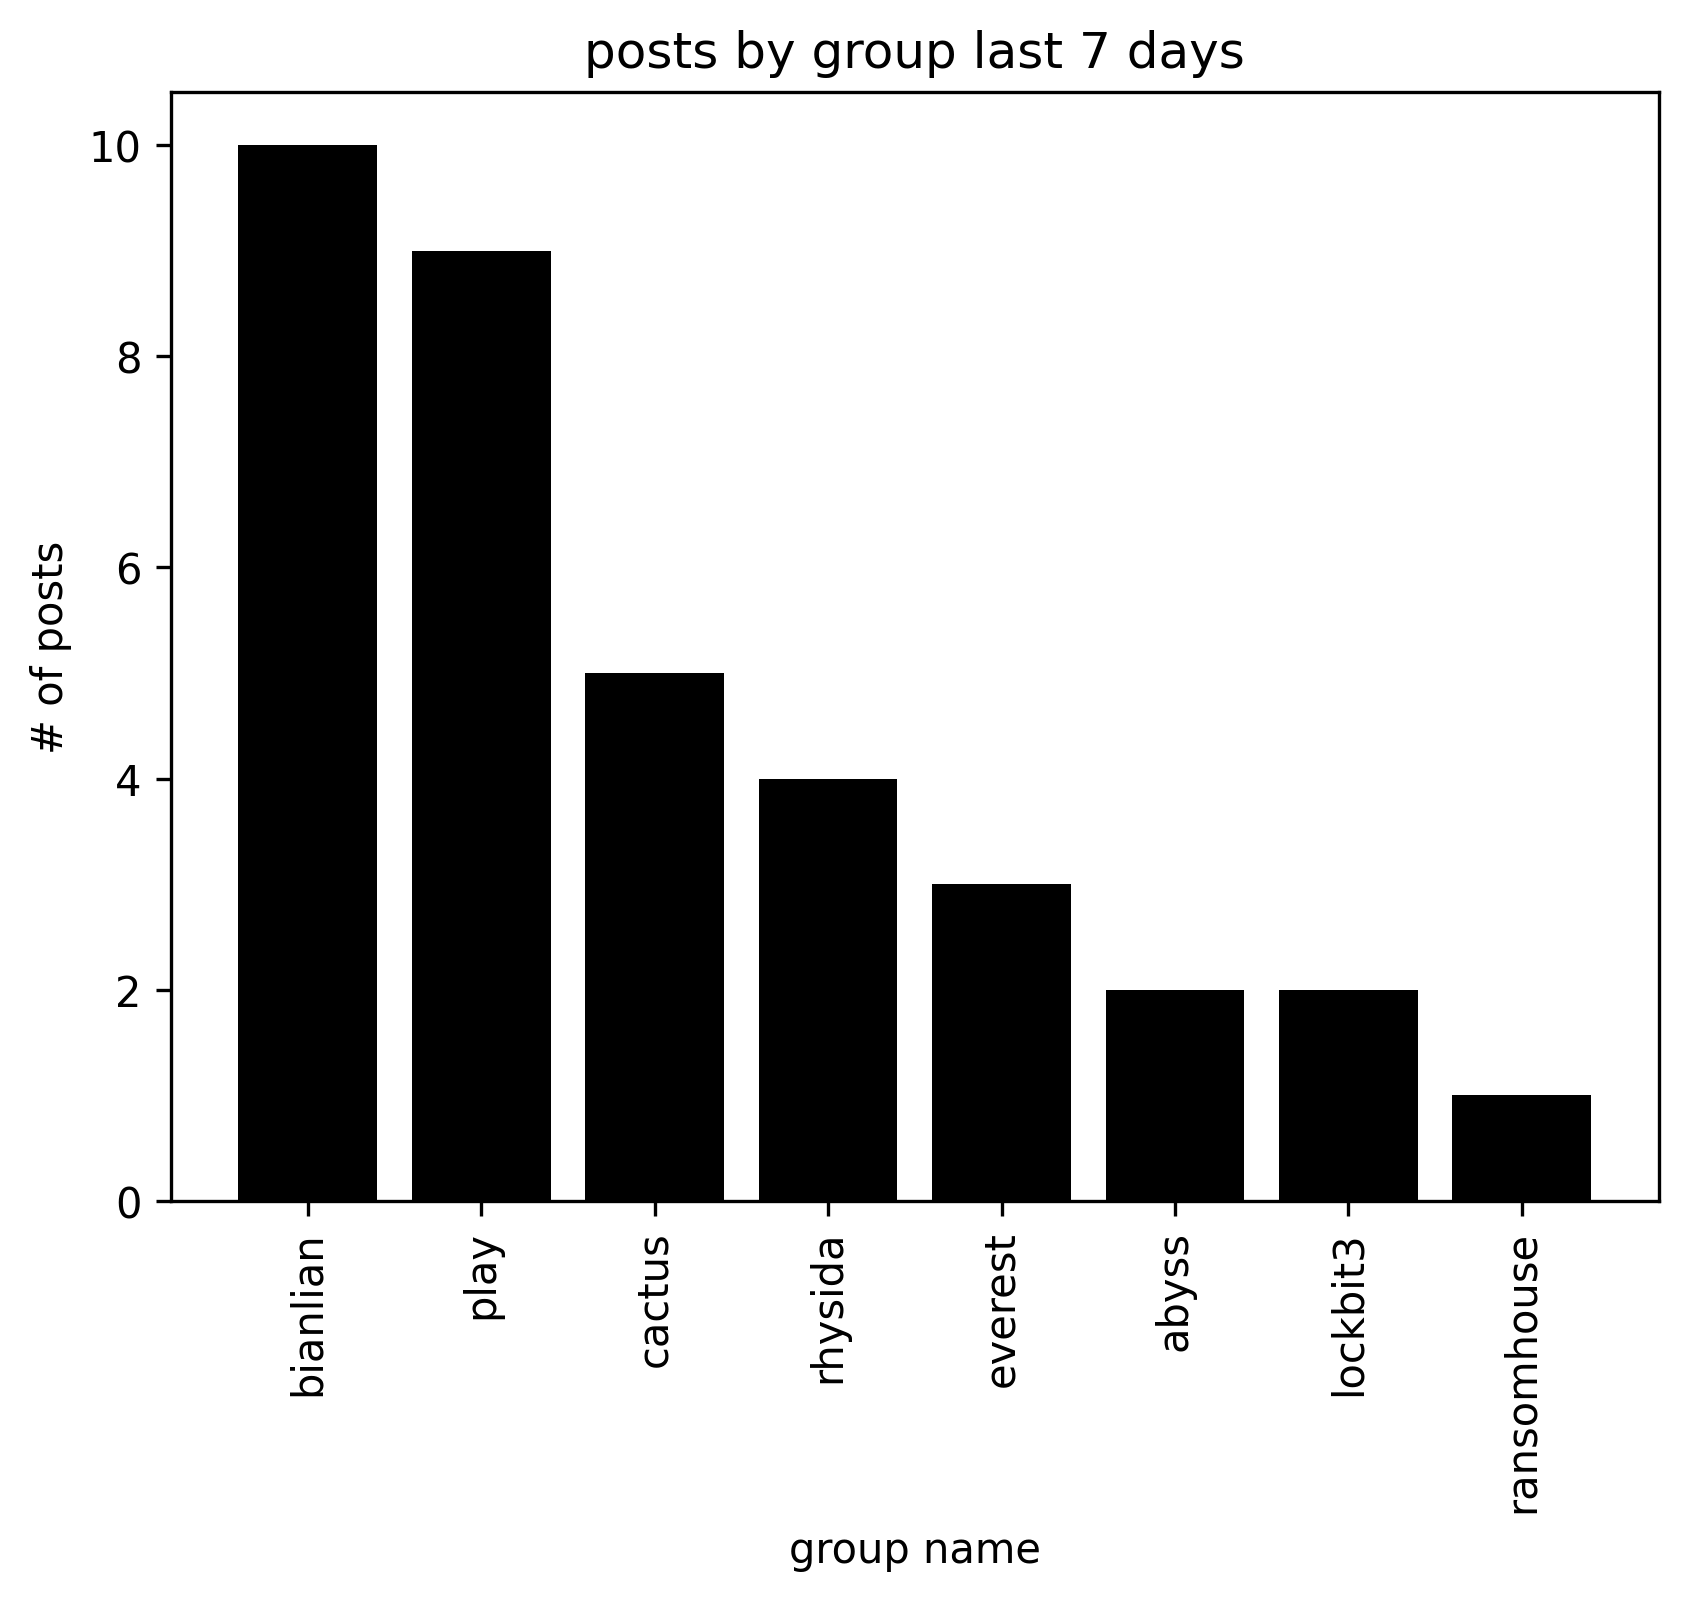 posts by group last 7 days
# of posts
10
8
6
4
2
0
bianlian
play
cactus
rhysida
everest
abyss
lockbit3
ransomhouse
group name